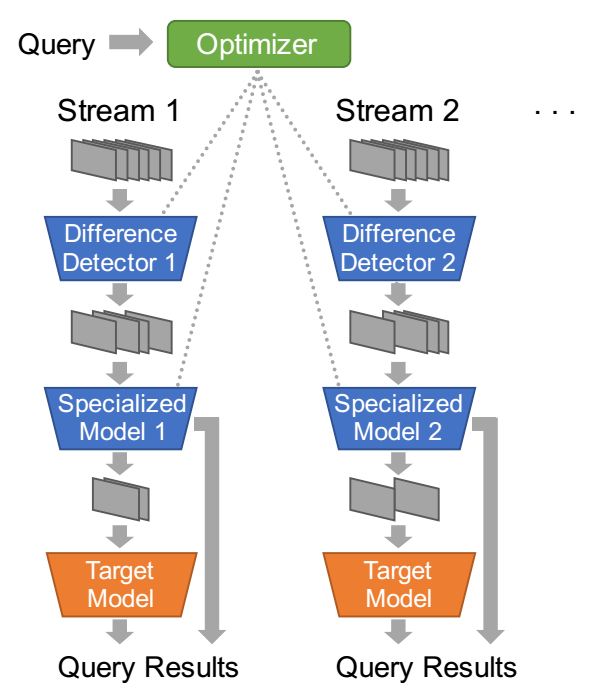 Query
Optimizer
Stream 1
Stream 2
. . .
Difference
Detector 1
Difference
Detector 2
Specialized
Model 1
Specialized
Model 2
Target
Model
Target
Model
Query Results
Query Results